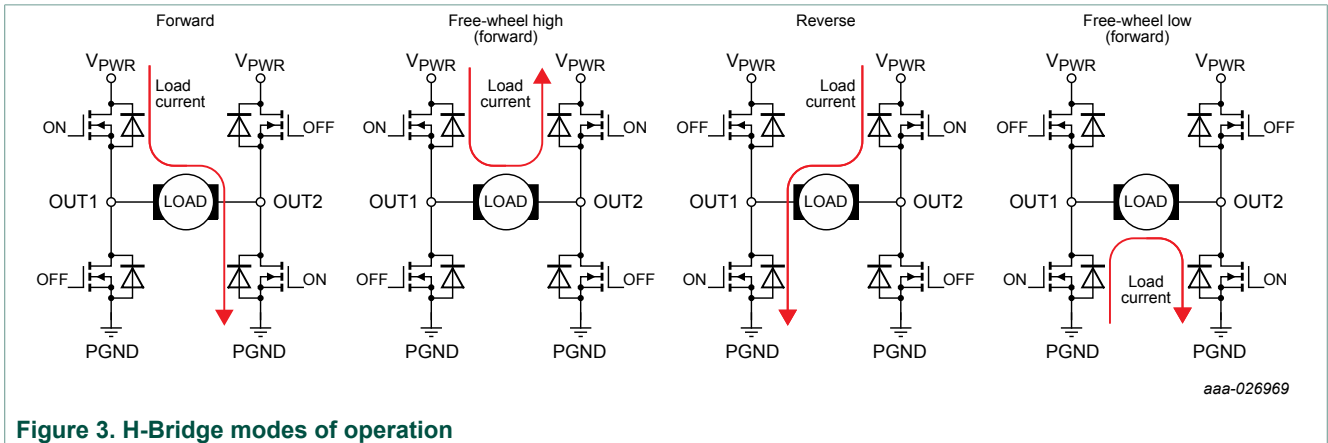 Forward
Free-wheel high
(forward)
Reverse
Free-wheel low
(forward)
VPWR VPWR VPWR VPWR VPWR VPWR VPWR VPWR
Load
current
Load
current
Load
current
ON OFF ON ON OFF ON OFF OFF
OUT1 LOAD OUT2 OUT1 LOAD OUT2 OUT1 LOAD OUT2 OUT1 LOAD OUT2
OFF ON OFF OFF ON OFF ON ON
Load
current
PGND PGND PGND PGND PGND PGND PGND PGND
aaa-026969
Figure 3. H-Bridge modes of operation